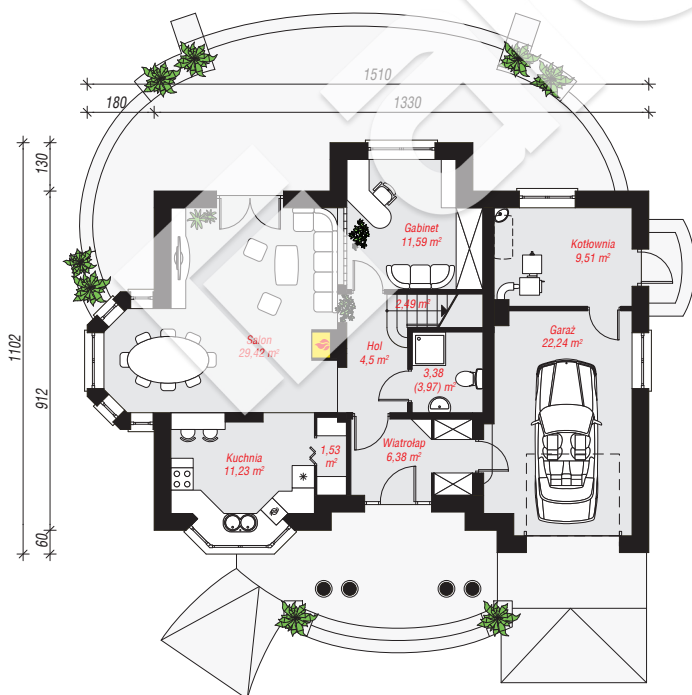 1510
180
1330
130
1102
912
60
Gabinet
11,59 m²
Kotłownia
9,51 m²
2,49 m²
Garaż
22,24 m²
Salon
29,42 m²
Hol
4,5 m²
3,38
(3,97) m²
Kuchnia
11,23 m²
1,53
m²
Wiatrołap
6,38 m²